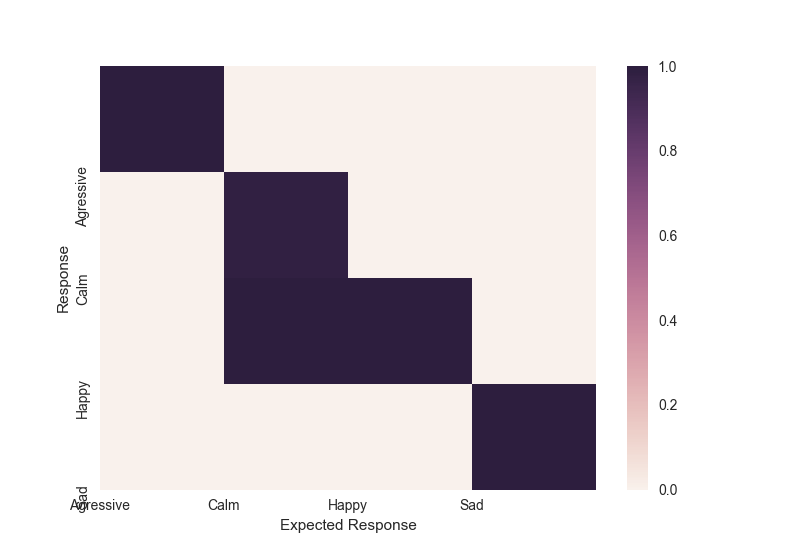 Response
Agressive
Calm
Happy
Sad
Agressive Calm Happy Sad
Expected Response
1.0
0.8
0.6
0.4
0.2
0.0